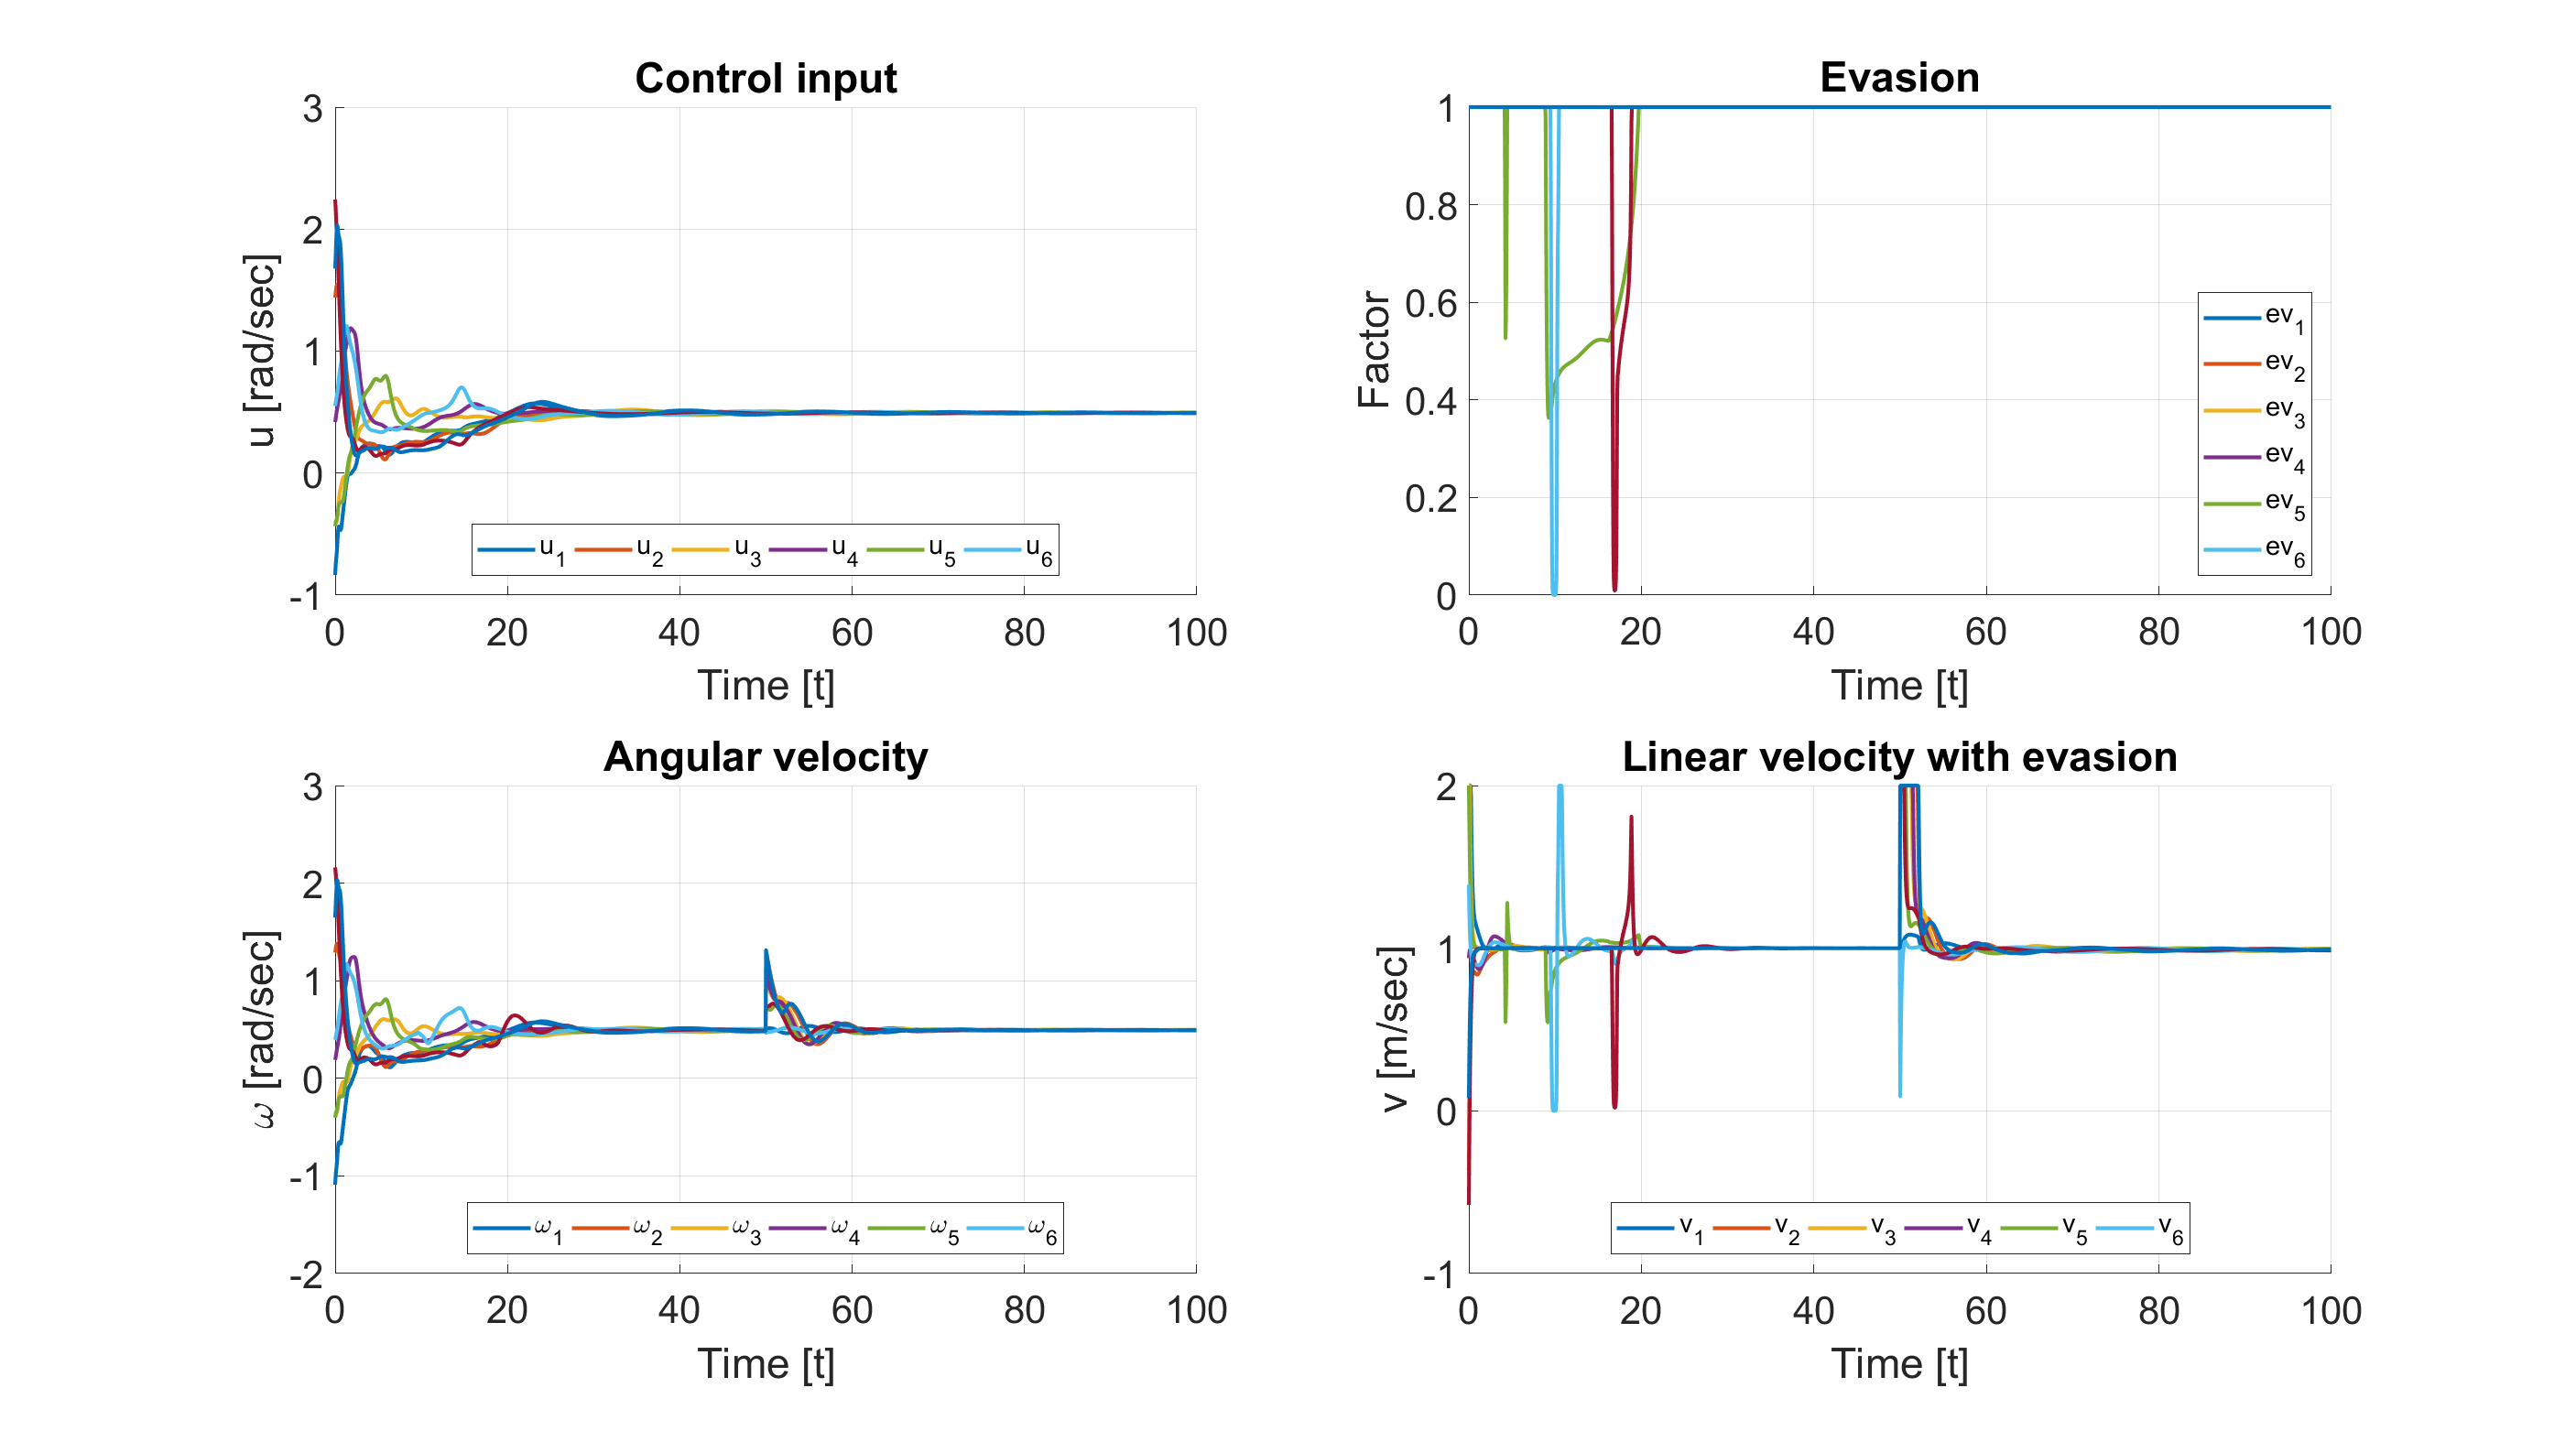 Control input
3
2
1
0
-1
u [rad/sec]
u1 u2 u3 u4 u5 u6
0 20 40 60 80 100
Time [t]
Evasion
1
0.8
0.6
0.4
0.2
0
Factor
ev1
ev2
ev3
ev4
ev5
ev6
0 20 40 60 80 100
Time [t]
Angular velocity
3
2
1
0
-1
-2
ω [rad/sec]
ω1 ω2 ω3 ω4 ω5 ω6
0 20 40 60 80 100
Time [t]
Linear velocity with evasion
2
1
0
-1
v [m/sec]
v1 v2 v3 v4 v5 v6
0 20 40 60 80 100
Time [t]